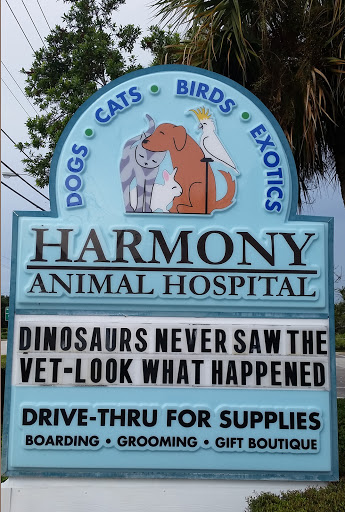 DOGS • CATS • BIRDS • EXOTICS
HARMONY
ANIMAL HOSPITAL
DINOSAURS NEVER SAW THE
VET-LOOK WHAT HAPPENED
DRIVE-THRU FOR SUPPLIES
BOARDING • GROOMING • GIFT BOUTIQUE